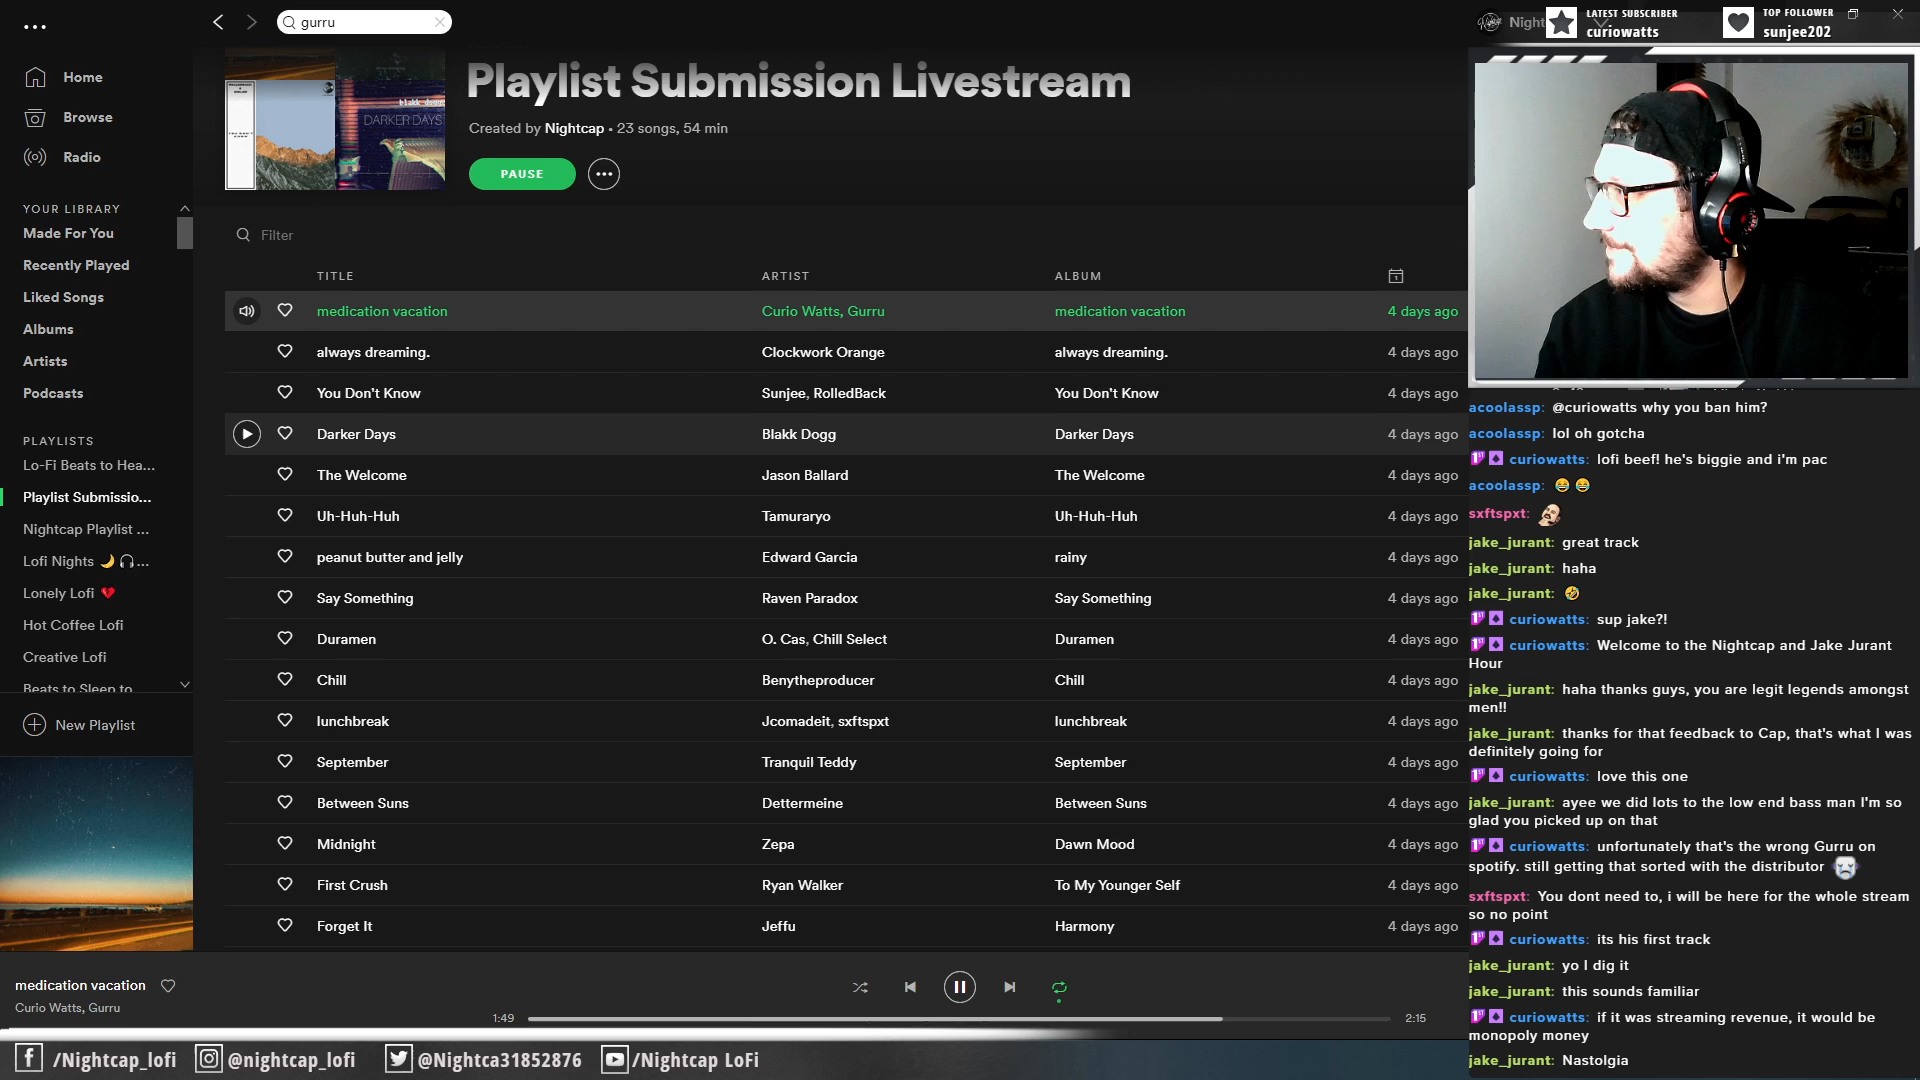 gurru
Home
Browse
Radio
YOUR LIBRARY
Made For You
Recently Played
Liked Songs
Albums
Artists
Podcasts
PLAYLISTS
Lo-Fi Beats to Hea...
Playlist Submissio...
Nightcap Playlist ...
Lofi Nights 🌙🎧...
Lonely Lofi 💔
Hot Coffee Lofi
Creative Lofi
Beats to Sleep to
New Playlist
blakk_dogg
DARKER DAYS
Playlist Submission Livestream
Created by Nightcap • 23 songs, 54 min
PAUSE
Filter
TITLE ARTIST ALBUM
medication vacation Curio Watts, Gurru medication vacation 4 days ago
always dreaming. Clockwork Orange always dreaming. 4 days ago
You Don't Know Sunjee, RolledBack You Don't Know 4 days ago
Darker Days Blakk Dogg Darker Days 4 days ago
The Welcome Jason Ballard The Welcome 4 days ago
Uh-Huh-Huh Tamuraryo Uh-Huh-Huh 4 days ago
peanut butter and jelly Edward Garcia rainy 4 days ago
Say Something Raven Paradox Say Something 4 days ago
Duramen O. Cas, Chill Select Duramen 4 days ago
Chill Benytheproducer Chill 4 days ago
lunchbreak Jcomadeit, sxftspxt lunchbreak 4 days ago
September Tranquil Teddy September 4 days ago
Between Suns Dettermeine Between Suns 4 days ago
Midnight Zepa Dawn Mood 4 days ago
First Crush Ryan Walker To My Younger Self 4 days ago
Forget It Jeffu Harmony 4 days ago
medication vacation
Curio Watts, Gurru
1:49 2:15
/Nightcap_lofi @nightcap_lofi @Nightca31852876 /Nightcap LoFi
Night
LATEST SUBSCRIBER
curiowatts
TOP FOLLOWER
sunjee202
acoolassp: @curiowatts why you ban him?
acoolassp: lol oh gotcha
curiowatts: lofi beef! he's biggie and i'm pac
acoolassp: 😂 😂
sxftspxt:
jake_jurant: great track
jake_jurant: haha
jake_jurant: 🤣
curiowatts: sup jake?!
curiowatts: Welcome to the Nightcap and Jake Jurant
Hour
jake_jurant: haha thanks guys, you are legit legends amongst
men!!
jake_jurant: thanks for that feedback to Cap, that's what I was
definitely going for
curiowatts: love this one
jake_jurant: ayee we did lots to the low end bass man I'm so
glad you picked up on that
curiowatts: unfortunately that's the wrong Gurru on
spotify. still getting that sorted with the distributor
sxftspxt: You dont need to, i will be here for the whole stream
so no point
curiowatts: its his first track
jake_jurant: yo I dig it
jake_jurant: this sounds familiar
curiowatts: if it was streaming revenue, it would be
monopoly money
jake_jurant: Nastolgia